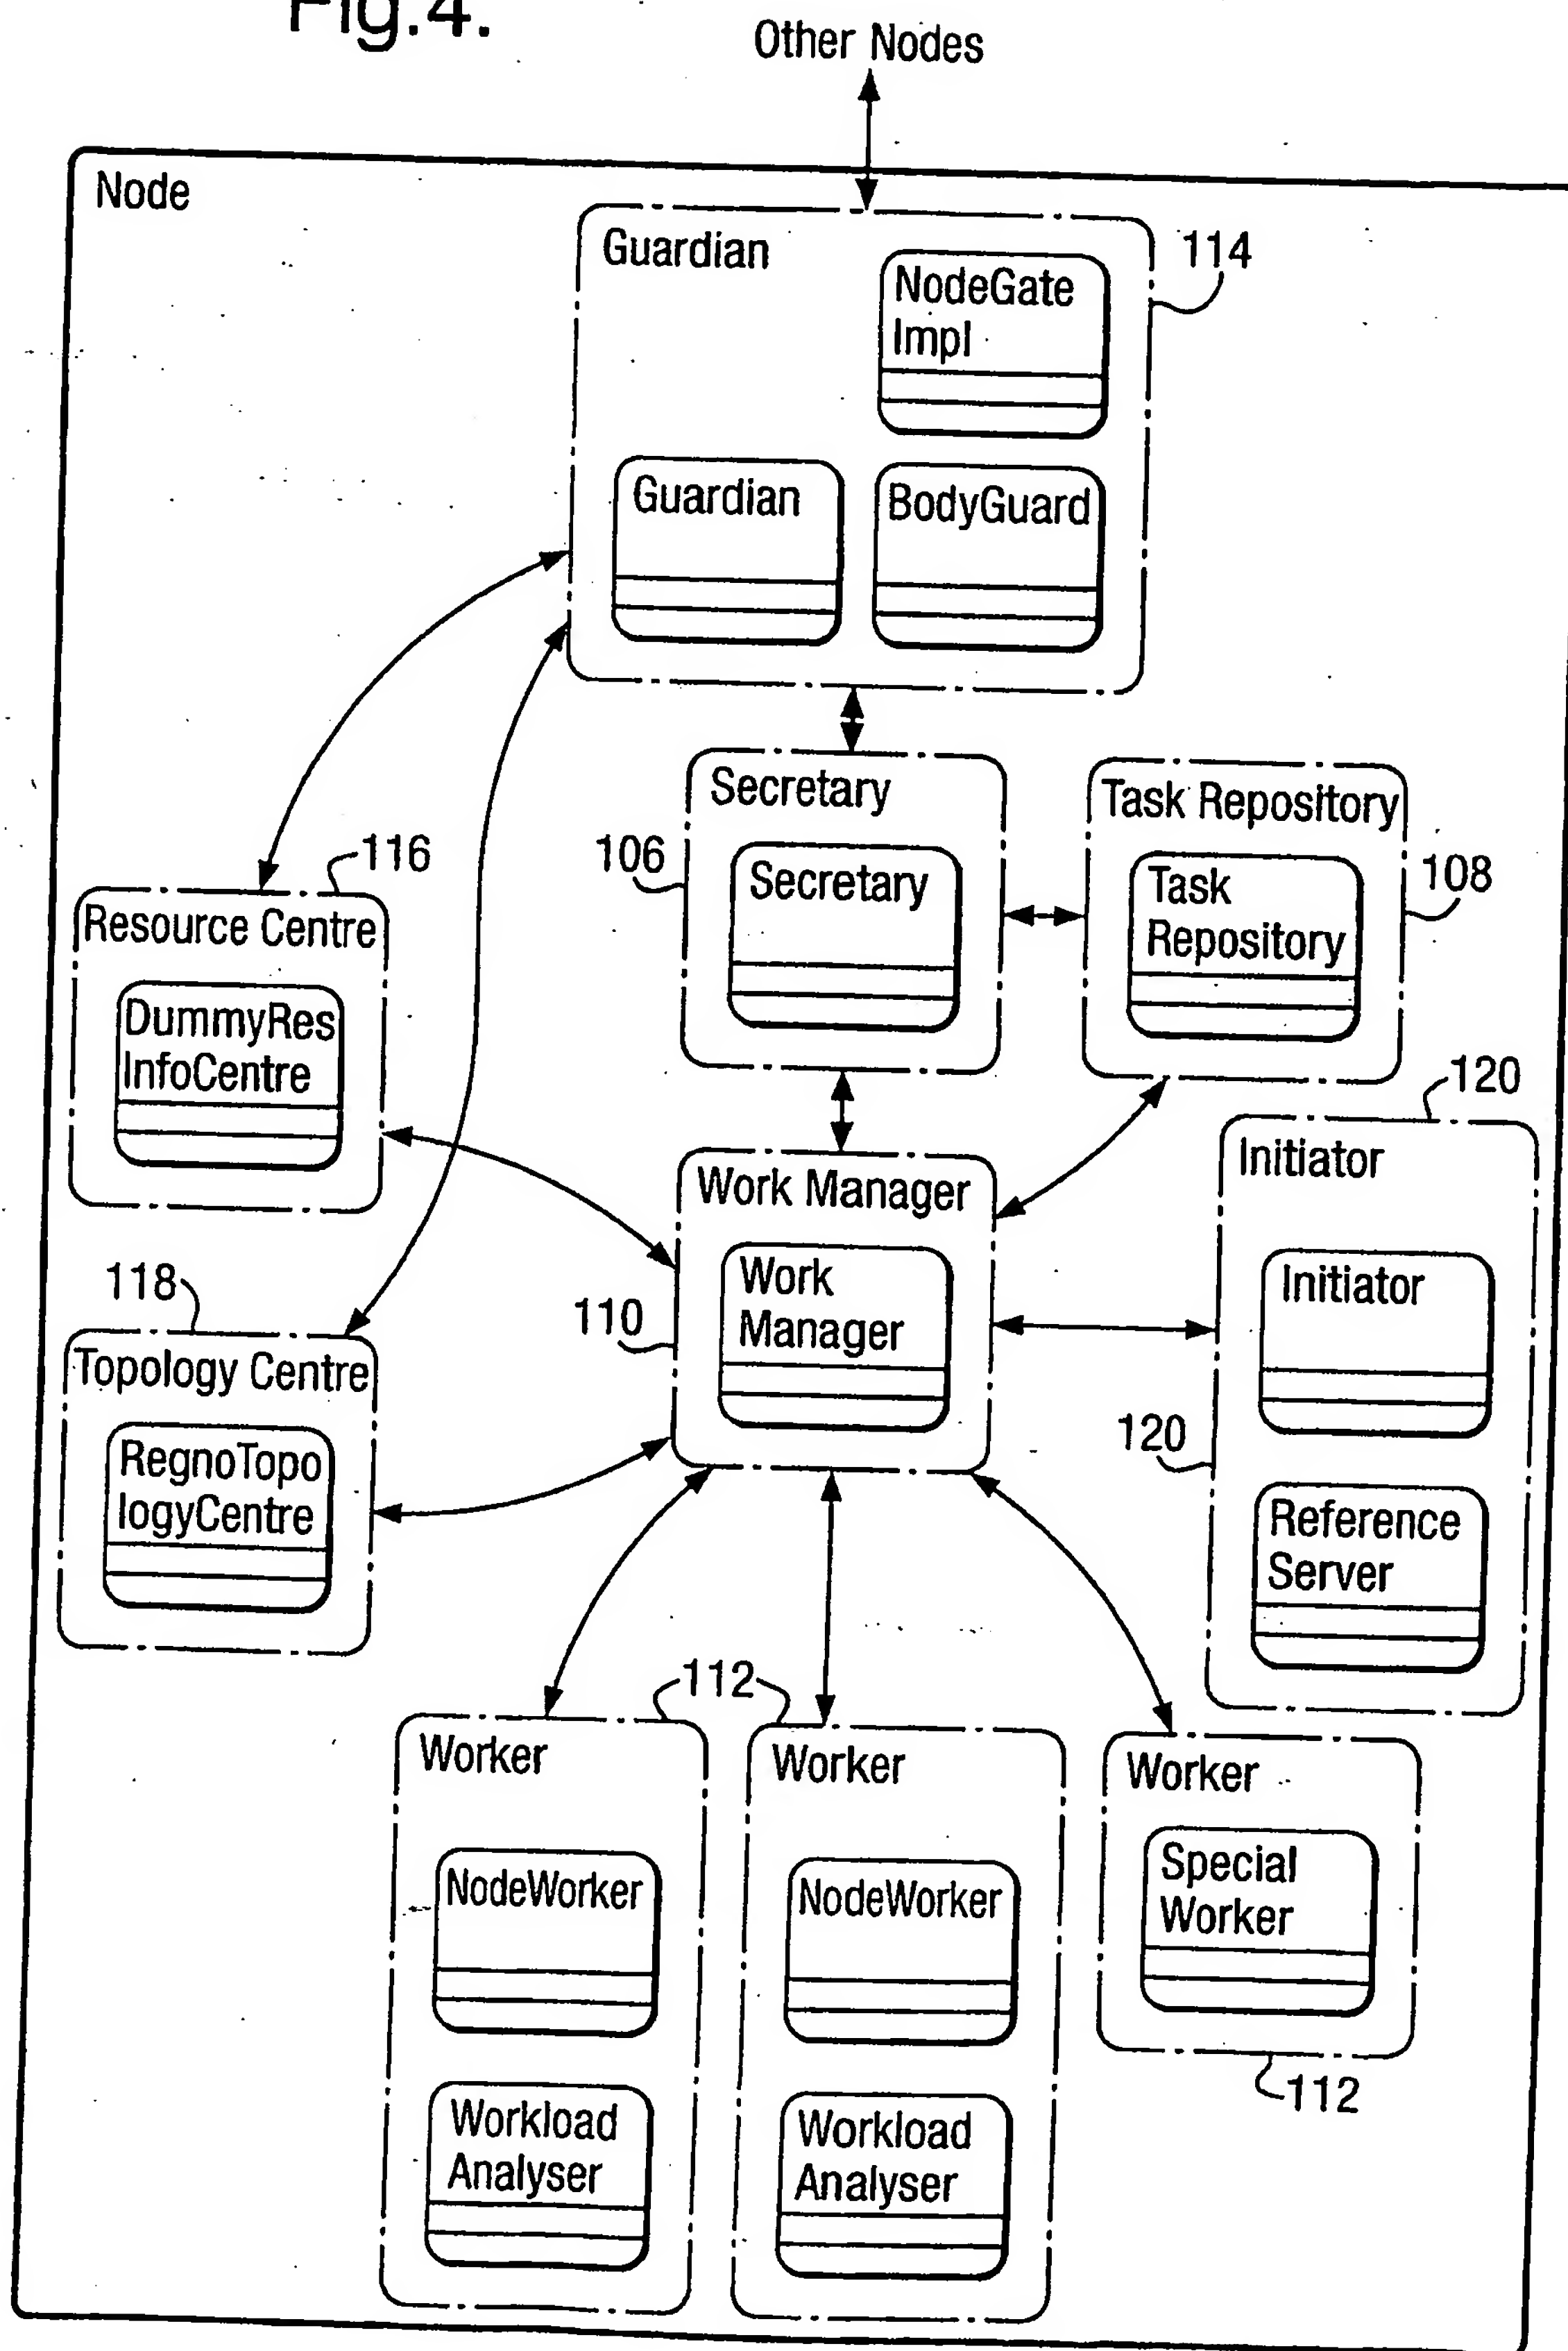 Fig.4.
Other Nodes
Node
Guardian
114
NodeGate
Impl
Guardian
BodyGuard
Secretary
Task Repository
106
Secretary
Task
Repository
108
116
Resource Centre
DummyRes
InfoCentre
120
Initiator
Work Manager
Work
Manager
110
Initiator
118
Topology Centre
RegnoTopo
logyCentre
120
Reference
Server
112
Worker
Worker
Worker
NodeWorker
NodeWorker
Special
Worker
112
Workload
Analyser
Workload
Analyser